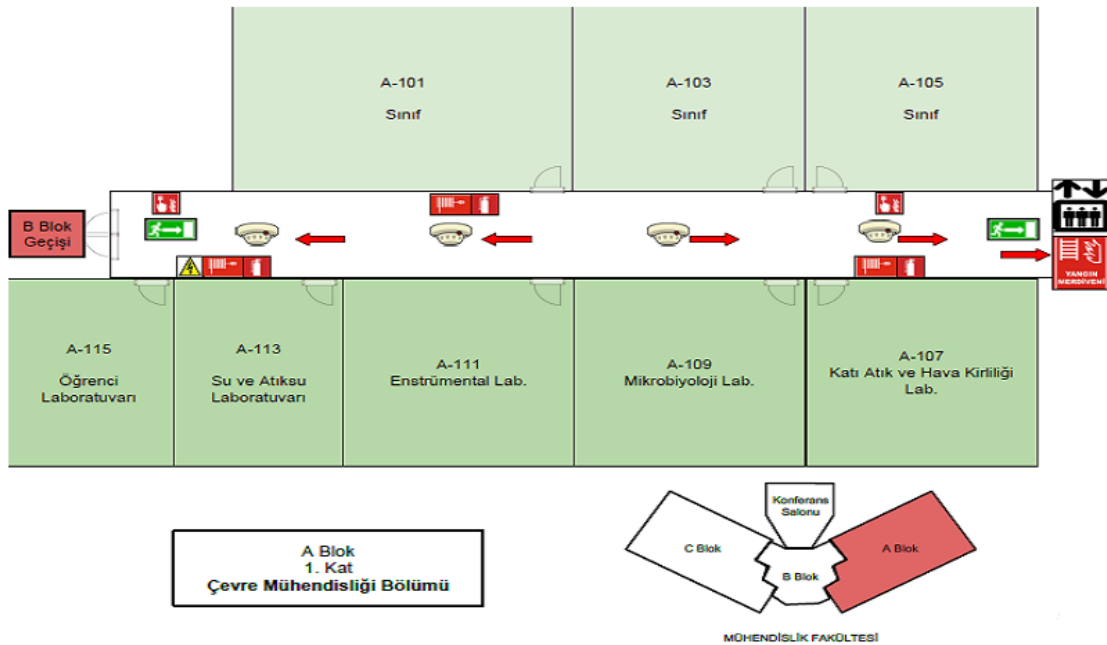 A-101
Sınıf
A-103
Sınıf
A-105
Sınıf
B Blok
Geçişi
YANGIN
MERDİVENİ
A-115
Öğrenci
Laboratuvarı
A-113
Su ve Atıksu
Laboratuvarı
A-111
Enstrümental Lab.
A-109
Mikrobiyoloji Lab.
A-107
Katı Atık ve Hava Kirliliği
Lab.
A Blok
1. Kat
Çevre Mühendisliği Bölümü
Konferans
Salonu
C Blok
B Blok
A Blok
MÜHENDİSLİK FAKÜLTESİ